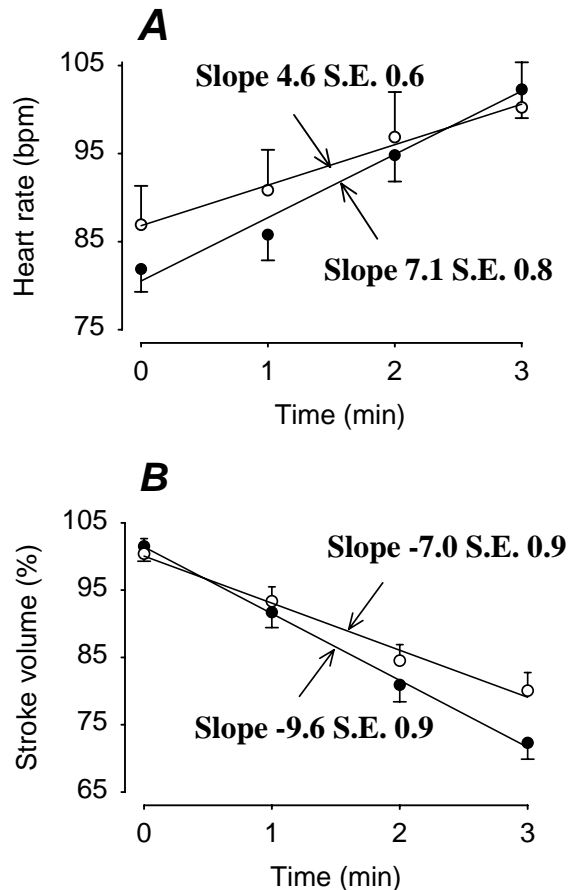 A
Heart rate (bpm)
105
95
85
75
Slope 4.6 S.E. 0.6
Slope 7.1 S.E. 0.8
0 1 2 3
Time (min)
B
Stroke volume (%)
105
95
85
75
65
Slope -7.0 S.E. 0.9
Slope -9.6 S.E. 0.9
0 1 2 3
Time (min)